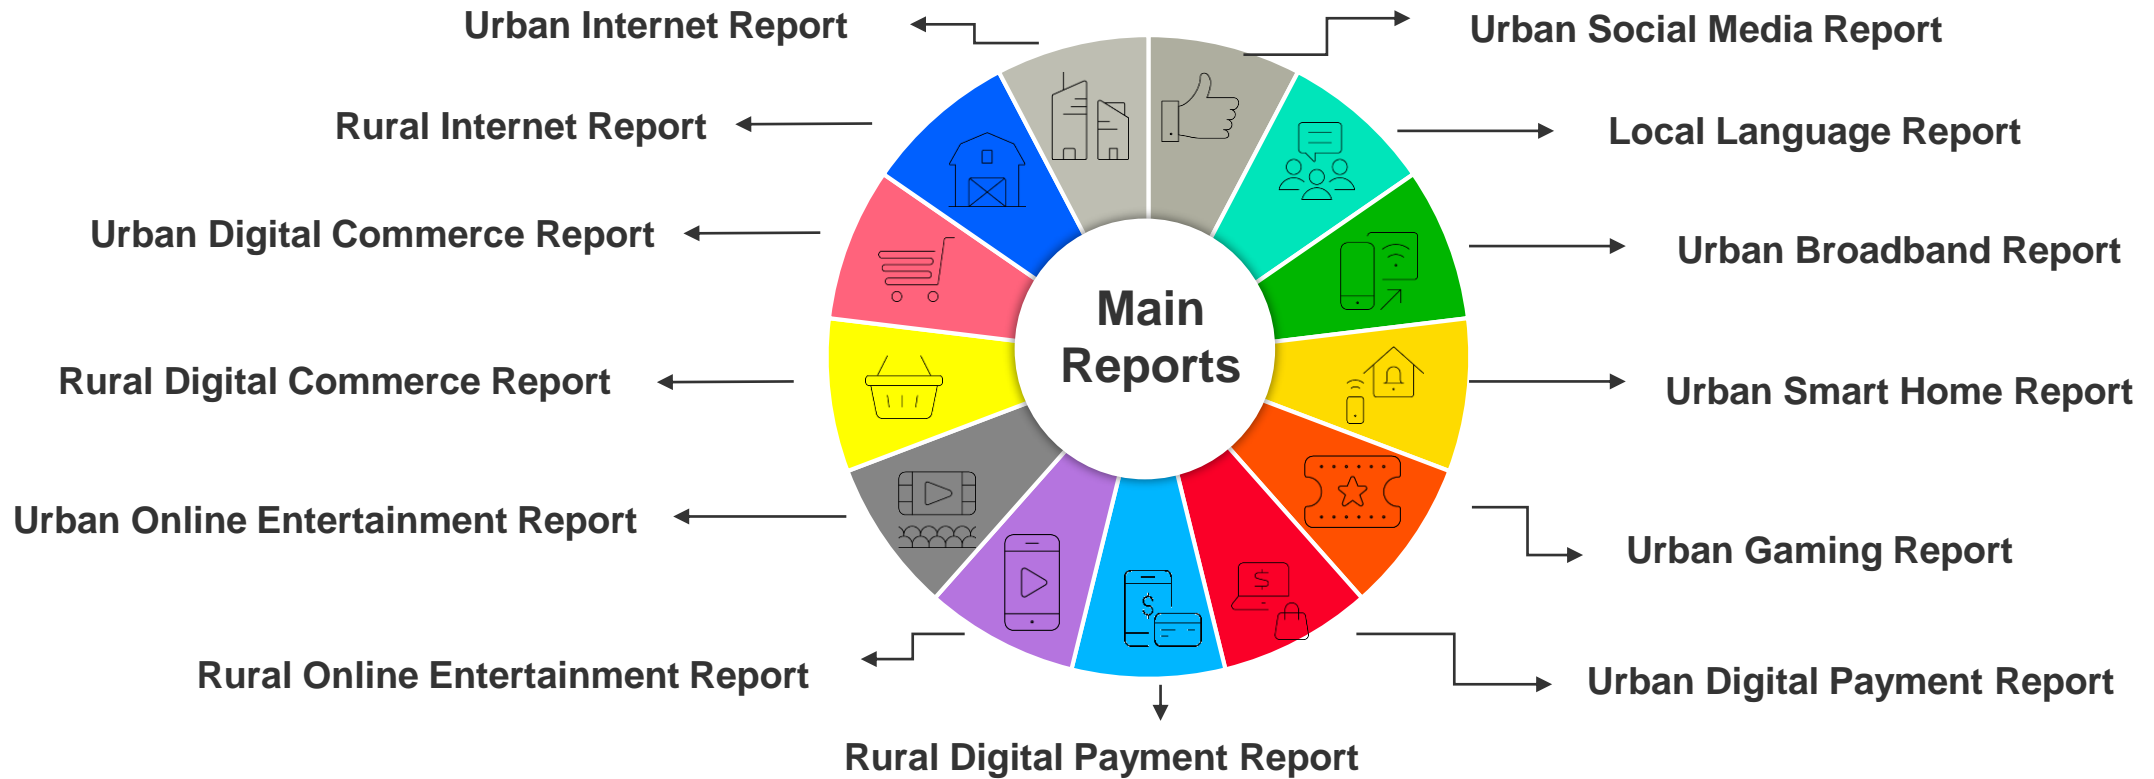 Urban Internet Report
Urban Social Media Report
Rural Internet Report
Local Language Report
Urban Digital Commerce Report
Urban Broadband Report
Main
Reports
Rural Digital Commerce Report
Urban Smart Home Report
Urban Online Entertainment Report
Urban Gaming Report
Rural Online Entertainment Report
Urban Digital Payment Report
Rural Digital Payment Report
$
$